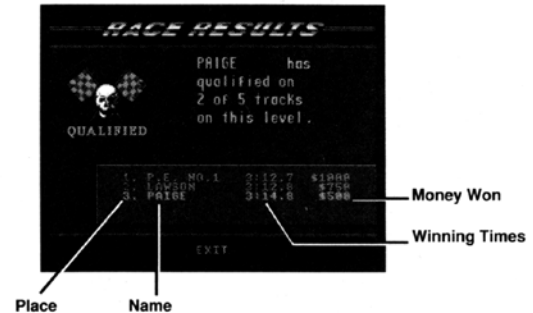 RACE RESULTS
PAIGE has
qualified on
2 of 5 tracks
on this level.
QUALIFIED
1. P.E. NO.1 3:12.7 $1000
2. LAWSON 3:12.8 $750
3. PAIGE 3:14.8 $500
EXIT
Money Won
Winning Times
Place
Name